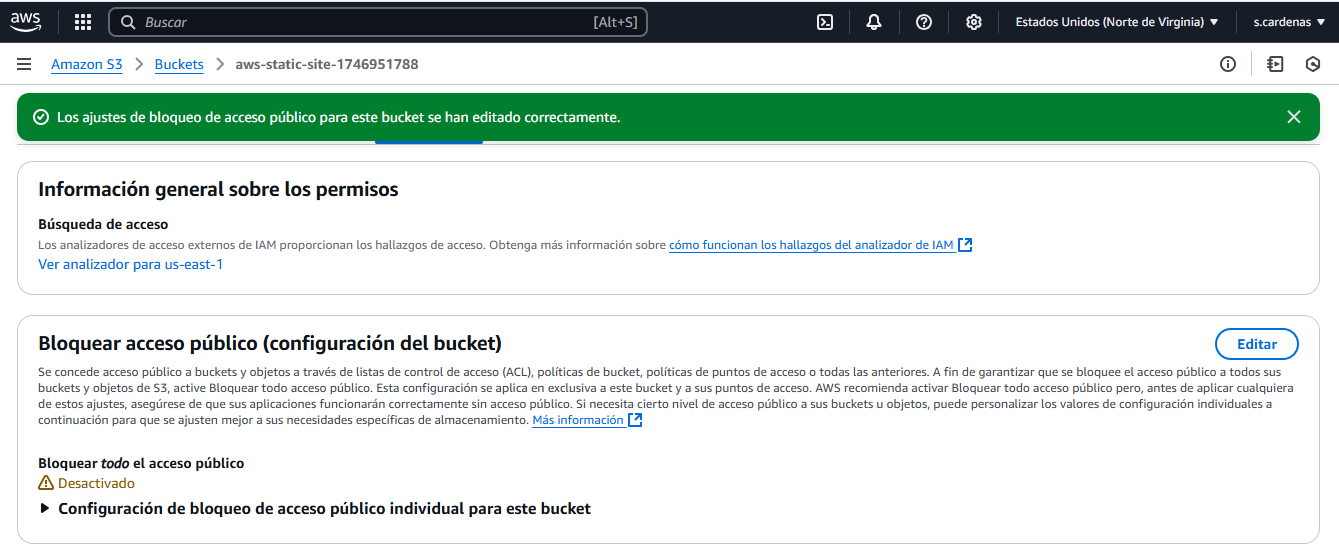 aws
Buscar [Alt+S]
Estados Unidos (Norte de Virginia) s.cardenas
Amazon S3 Buckets aws-static-site-1746951788
Los ajustes de bloqueo de acceso público para este bucket se han editado correctamente.
Información general sobre los permisos
Búsqueda de acceso
Los analizadores de acceso externos de IAM proporcionan los hallazgos de acceso. Obtenga más información sobre cómo funcionan los hallazgos del analizador de IAM
Ver analizador para us-east-1
Bloquear acceso público (configuración del bucket)
Editar
Se concede acceso público a buckets y objetos a través de listas de control de acceso (ACL), políticas de bucket, políticas de puntos de acceso o todas las anteriores. A fin de garantizar que se bloquee el acceso público a todos sus
buckets y objetos de S3, active Bloquear todo acceso público. Esta configuración se aplica en exclusiva a este bucket y a sus puntos de acceso. AWS recomienda activar Bloquear todo acceso público pero, antes de aplicar cualquiera
de estos ajustes, asegúrese de que sus aplicaciones funcionarán correctamente sin acceso público. Si necesita cierto nivel de acceso público a sus buckets u objetos, puede personalizar los valores de configuración individuales a
continuación para que se ajusten mejor a sus necesidades específicas de almacenamiento. Más información
Bloquear todo el acceso público
Desactivado
Configuración de bloqueo de acceso público individual para este bucket